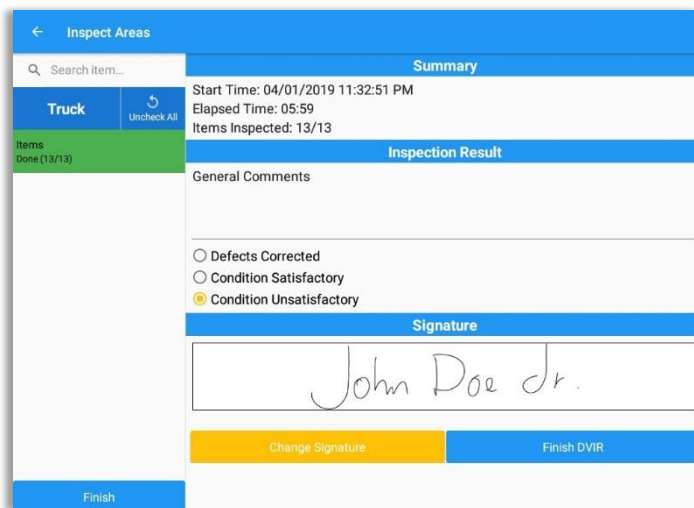 Inspect Areas
Search item...
Truck
Uncheck All
Items
Done (13/13)
Finish
Summary
Start Time: 04/01/2019 11:32:51 PM
Elapsed Time: 05:59
Items Inspected: 13/13
Inspection Result
General Comments
Defects Corrected
Condition Satisfactory
Condition Unsatisfactory
Signature
John Doe Jr.
Change Signature
Finish DVIR